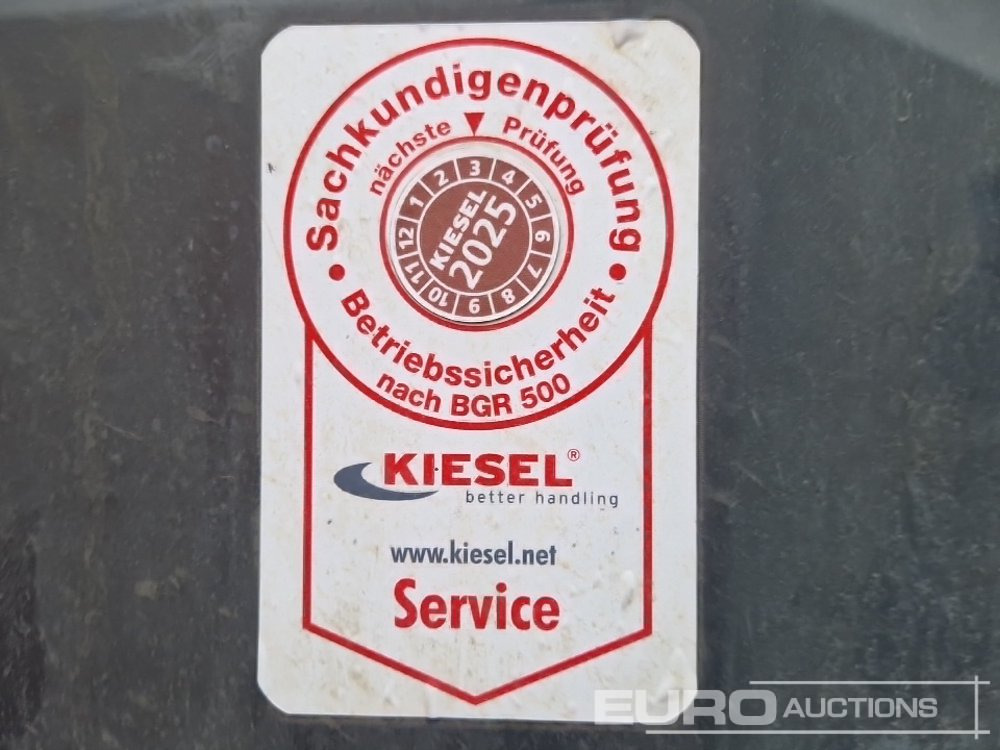 • Sachkundigenprüfung •
nächste Prüfung
1 2 3 4 5 6 7 8 9 10 11 12
KIESEL
2025
Betriebssicherheit
nach BGR 500
KIESEL®
better handling
www.kiesel.net
Service
EURO AUCTIONS